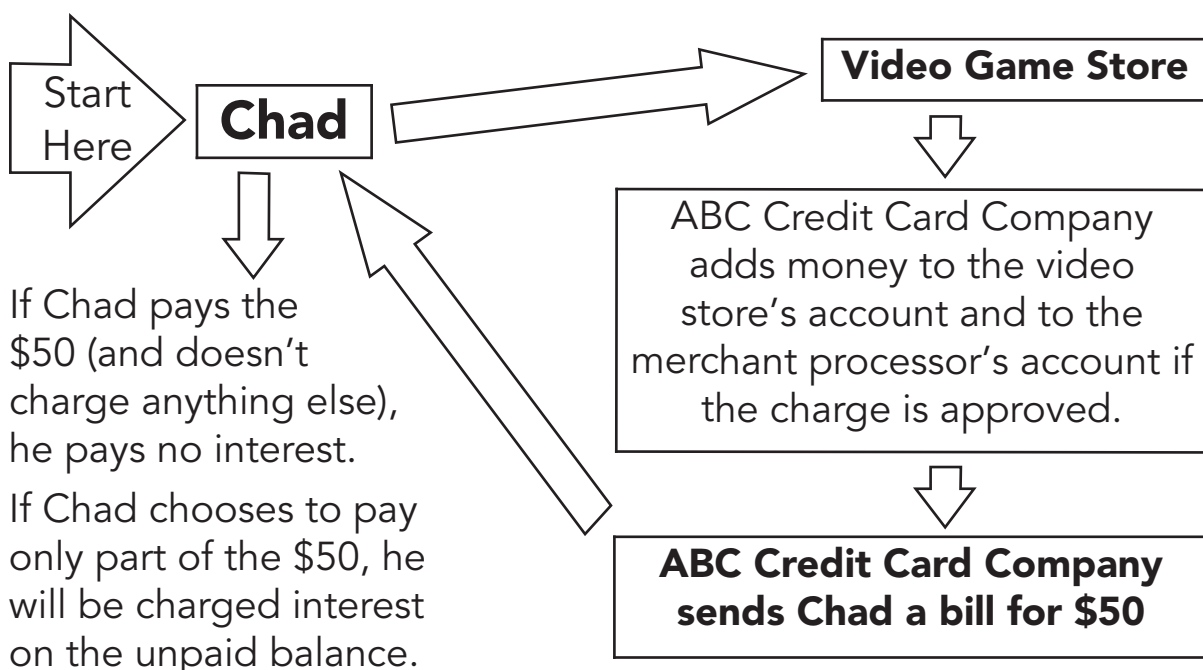 Start
Here
Chad
Video Game Store
ABC Credit Card Company
adds money to the video
store’s account and to the
merchant processor’s account if
the charge is approved.
ABC Credit Card Company
sends Chad a bill for $50
If Chad pays the
$50 (and doesn’t
charge anything else),
he pays no interest.
If Chad chooses to pay
only part of the $50, he
will be charged interest
on the unpaid balance.